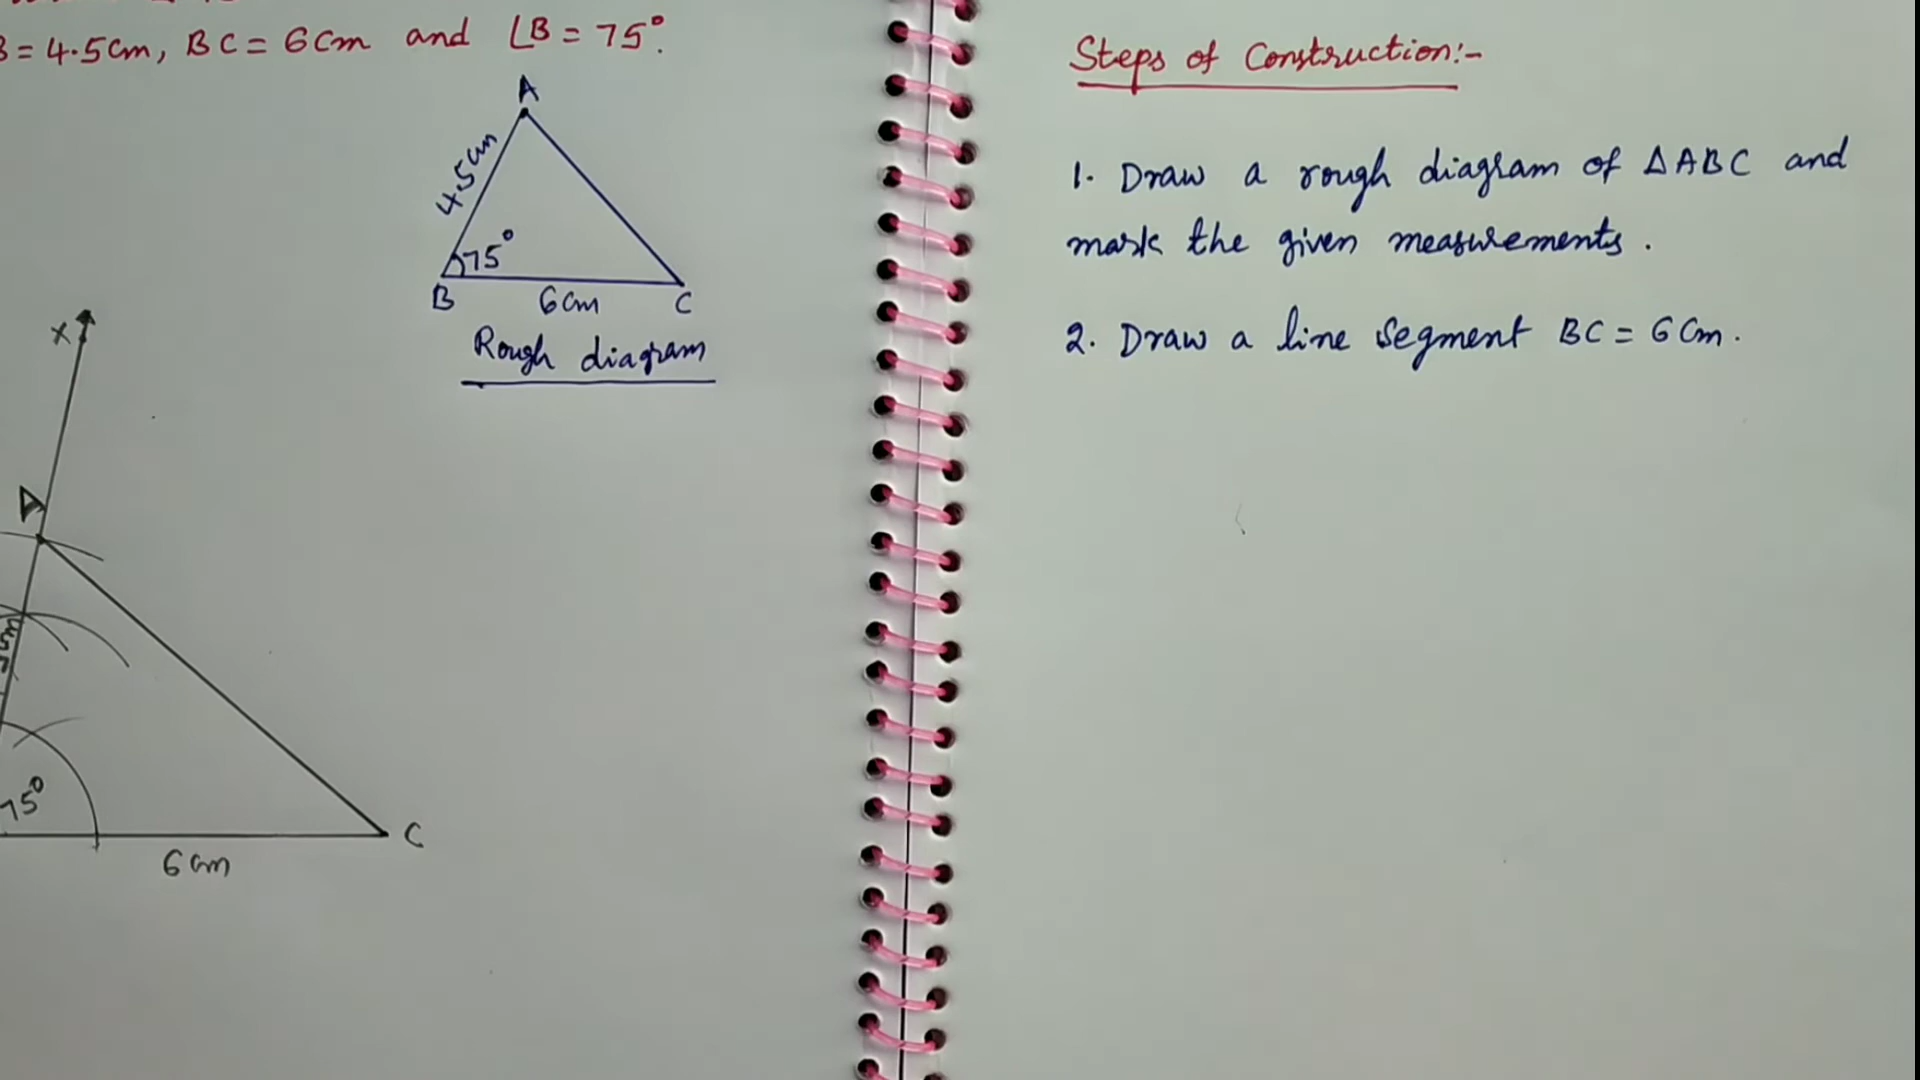 B = 4.5cm, BC = 6cm and ∠B = 75°.
A
4.5cm
75°
B 6cm C
Rough diagram
X
A
75°
C
6cm
Steps of Construction:-
1. Draw a rough diagram of △ABC and
mark the given measurements.
2. Draw a line segment BC = 6cm.